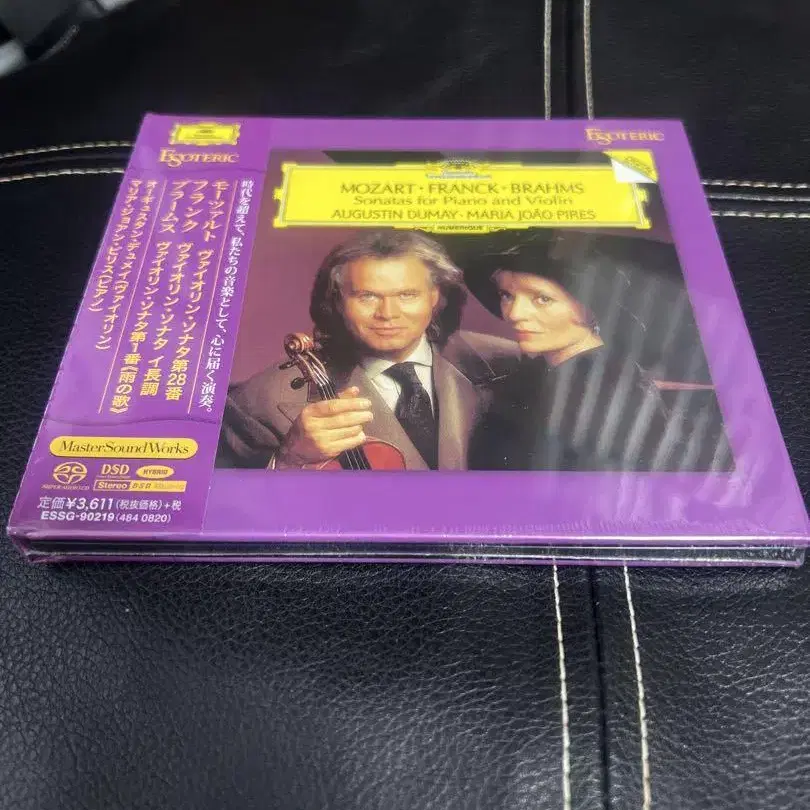 ESOTERIC
時代を超えて、私たちの音楽として、心に届く演奏。
モーツァルト ヴァイオリン・ソナタ第28番
フランク ヴァイオリン・ソナタ イ長調
ブラームス ヴァイオリン・ソナタ第1番《雨の歌》
オーギュスタン・デュメイ(ヴァイオリン)
マリア・ジョアン・ピリス(ピアノ)
MasterSoundWorks
SUPER AUDIO CD
DSD
HYBRID
Stereo DSD
定価¥3,611(税抜価格)+税
ESSG-90219(464 0820)
ESOTERIC
MOZART · FRANCK · BRAHMS
Sonatas for Piano and Violin
AUGUSTIN DUMAY · MARIA JOÃO PIRES
NUMERIQUE